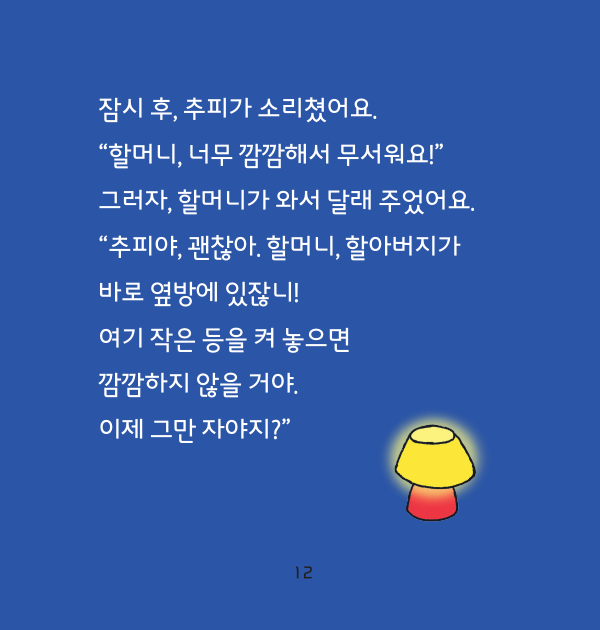 잠시 후, 추피가 소리쳤어요.
“할머니, 너무 깜깜해서 무서워요!”
그러자, 할머니가 와서 달래 주었어요.
“추피야, 괜찮아. 할머니, 할아버지가
바로 옆방에 있잖니!
여기 작은 등을 켜 놓으면
깜깜하지 않을 거야.
이제 그만 자야지?”
12